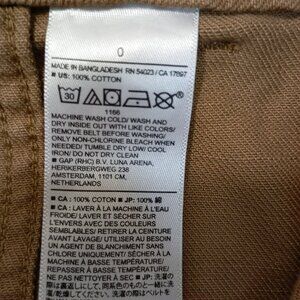 0
MADE IN BANGLADESH RN 54023 / CA 17897
■ US: 100% COTTON
30
1166
MACHINE WASH COLD/ WASH AND
DRY INSIDE OUT WITH LIKE COLORS/
REMOVE BELT BEFORE WASHING/
ONLY NON-CHLORINE BLEACH WHEN
NEEDED/ TUMBLE DRY LOW/ COOL
IRON/ DO NOT DRY CLEAN
■ GAP (RHC) B.V. LUNA ARENA,
HERIKERBERGWEG 238
AMSTERDAM, 1101 CM,
NETHERLANDS
■ CA : 100% COTON ■ JP: 100% 綿
■ CA : LAVER À LA MACHINE À L'EAU
FROIDE/ LAVER ET SÉCHER SUR
L'ENVERS AVEC DES COULEURS
SEMBLABLES/ RETIRER LA CEINTURE
AVANT LAVAGE/ UTILISER AU BESOIN
UN AGENT DE BLANCHIMENT SANS
CHLORE UNIQUEMENT/ SÉCHER À LA
MACHINE À BASSE TEMPÉRATURE/
REPASSER À BASSE TEMPÉRATURE/
NE PAS NETTOYER À SEC